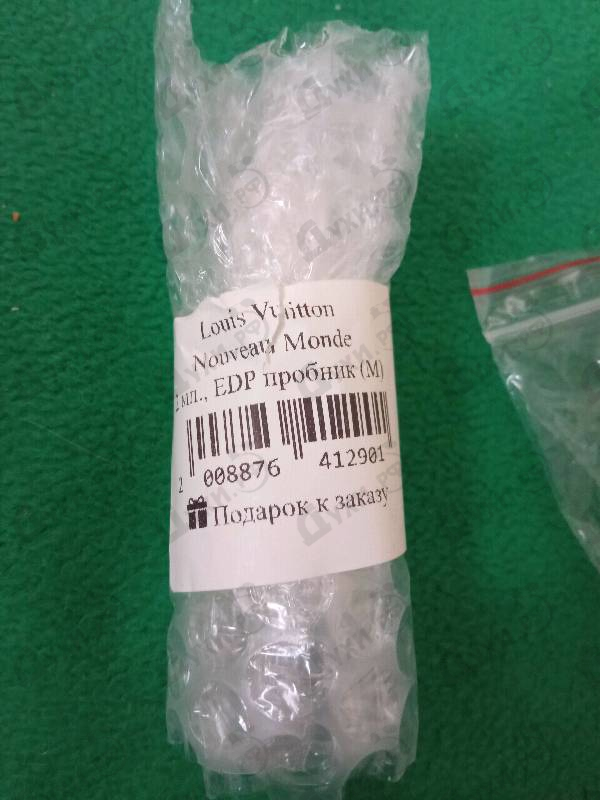 Louis Vuitton
Nouveau Monde
2 мл., EDP пробник (M)
2 008876 412901
Подарок к заказу